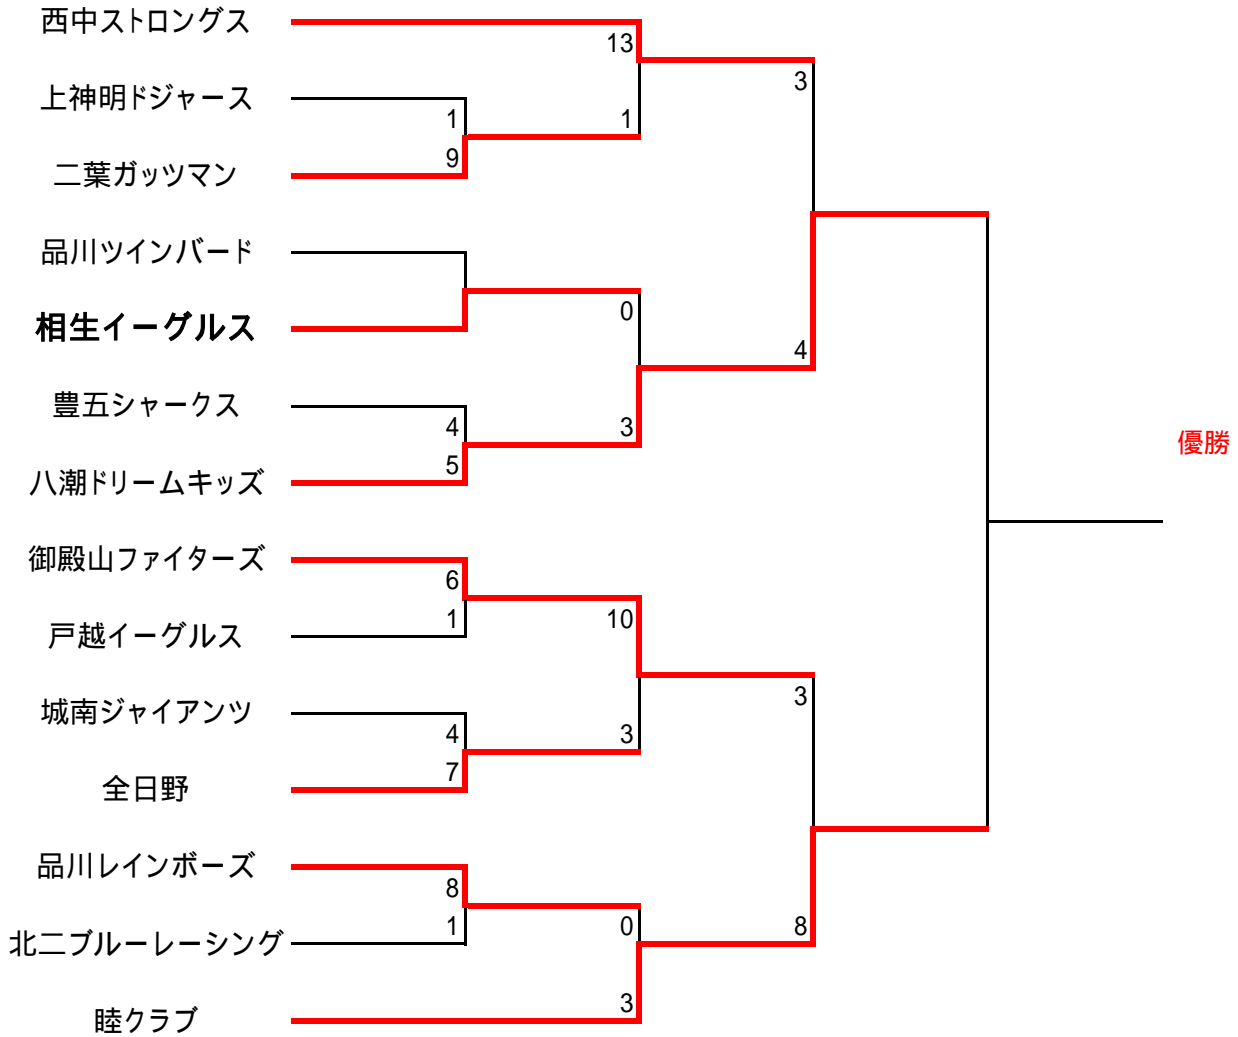 西中ストロングス
13
3
上神明ドジャース
1
1
二葉ガッツマン
9
品川ツインバード
相生イーグルス
0
4
豊五シャークス
4
3
八潮ドリームキッズ
5
優勝
御殿山ファイターズ
6
戸越イーグルス
1
10
城南ジャイアンツ
4
3
3
全日野
7
品川レインボーズ
8
北二ブルーレーシング
1
0
8
睦クラブ
3